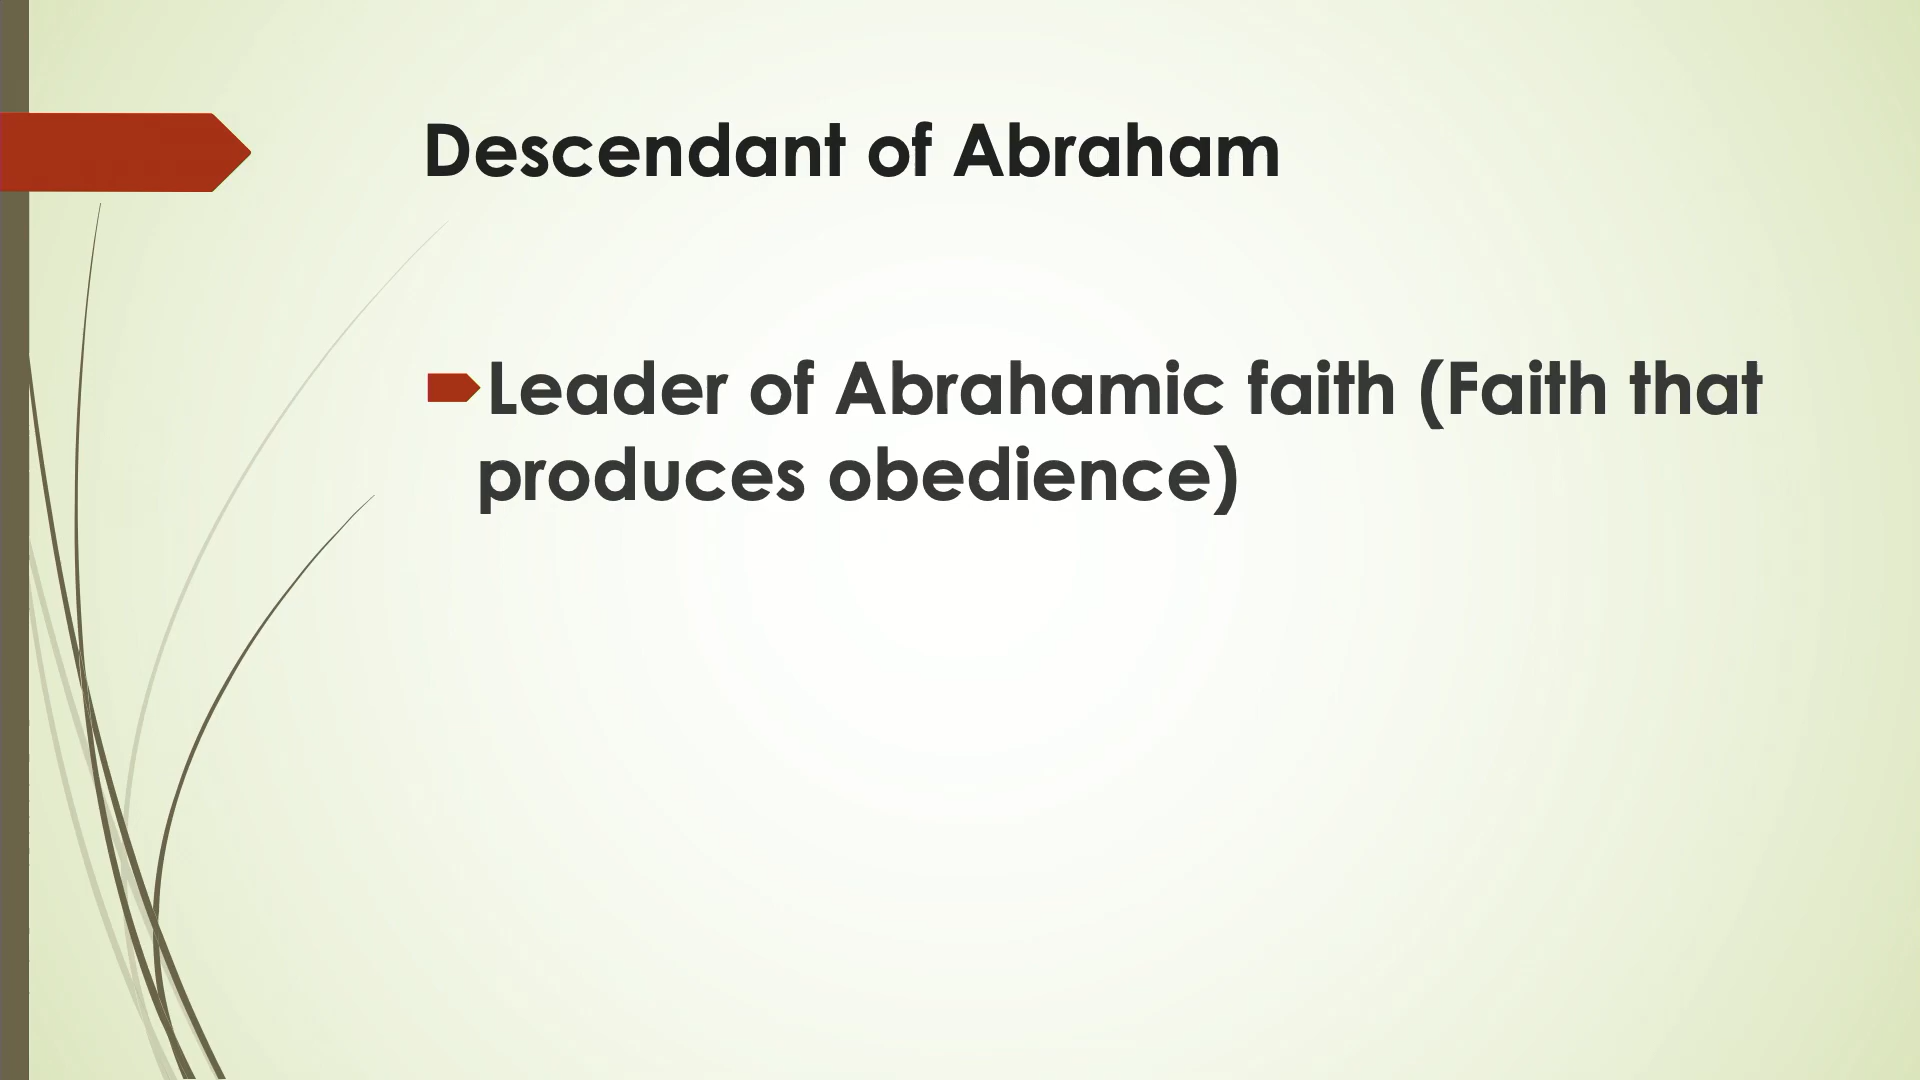 Descendant of Abraham
Leader of Abrahamic faith (Faith that
produces obedience)